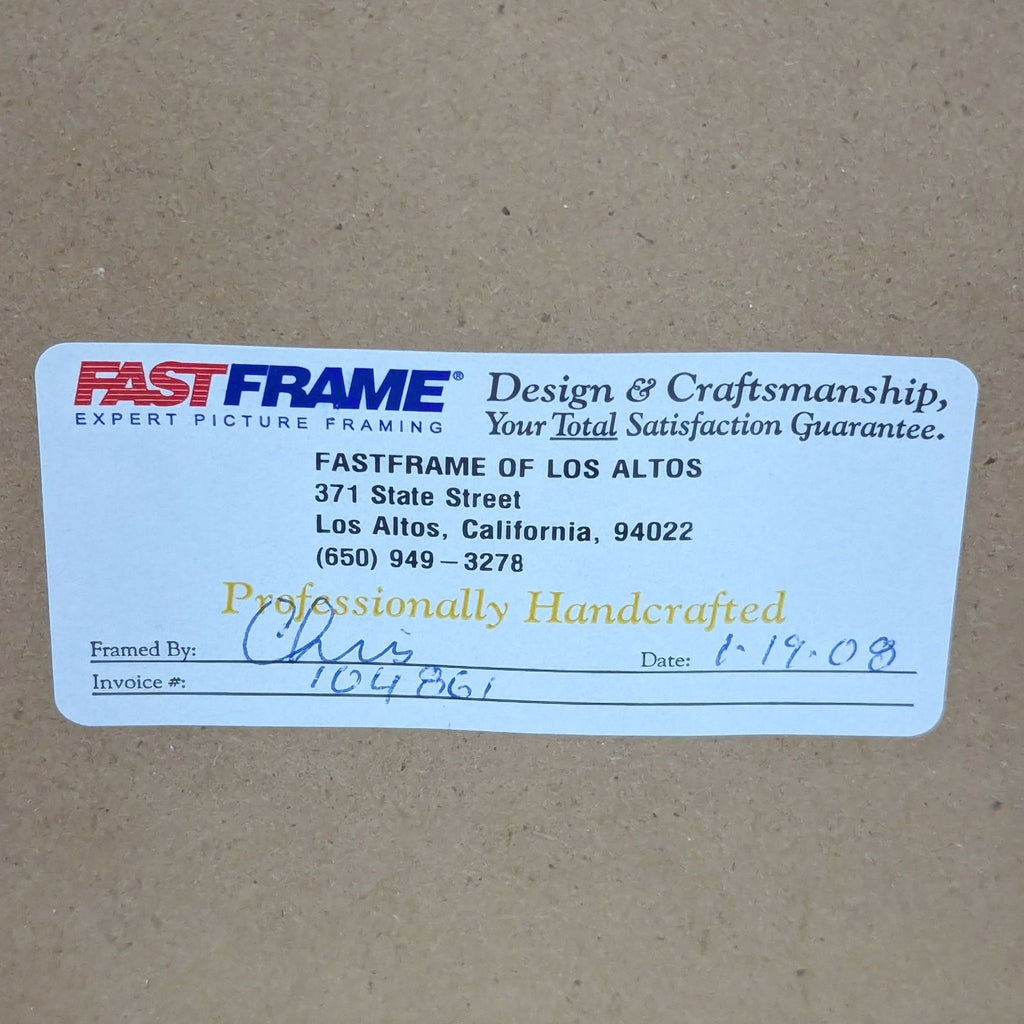 FASTFRAME® Design & Craftsmanship,
EXPERT PICTURE FRAMING Your Total Satisfaction Guarantee.
FASTFRAME OF LOS ALTOS
371 State Street
Los Altos, California, 94022
(650) 949-3278
Professionally Handcrafted
Framed By: Chris Date: 1-19-08
Invoice #: 104861